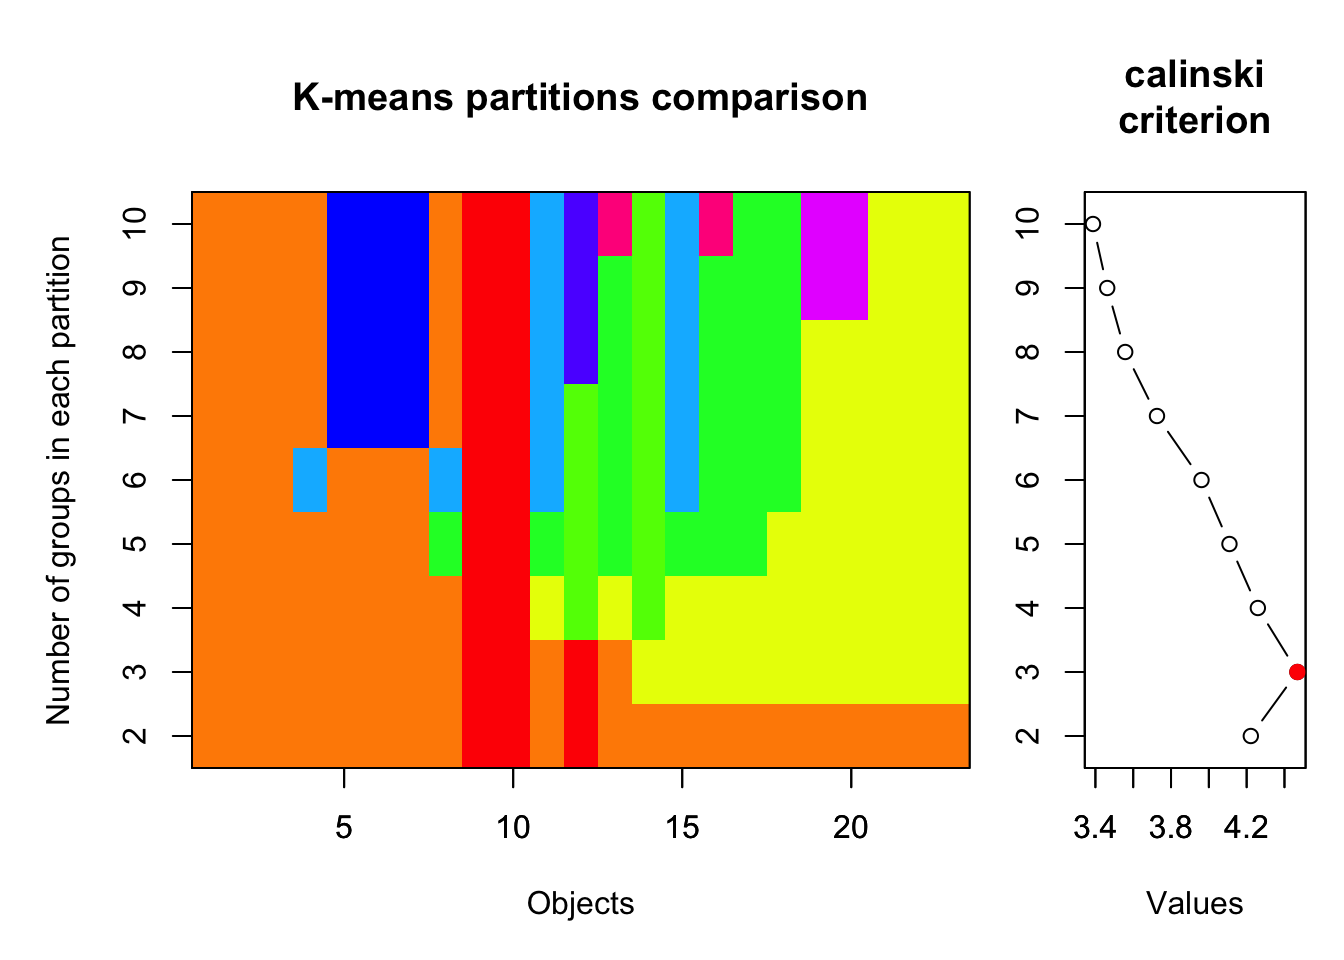 K-means partitions comparison
calinski
criterion
Number of groups in each partition
10
9
8
7
6
5
4
3
2
5 10 15 20
Objects
10
9
8
7
6
5
4
3
2
3.4 3.8 4.2
Values